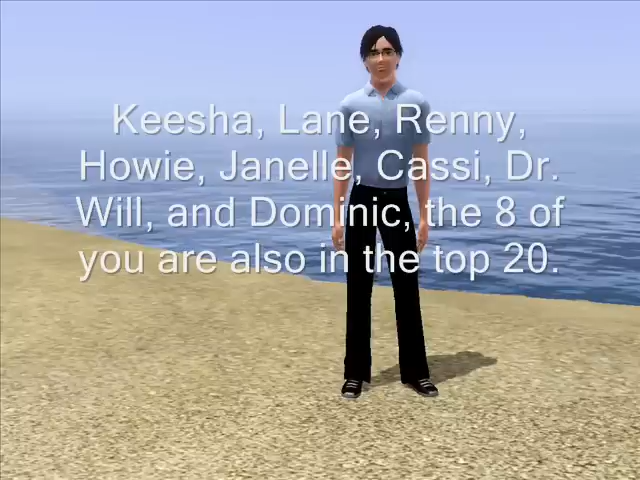 Keesha, Lane, Renny,
Howie, Janelle, Cassi, Dr.
Will, and Dominic, the 8 of
you are also in the top 20.